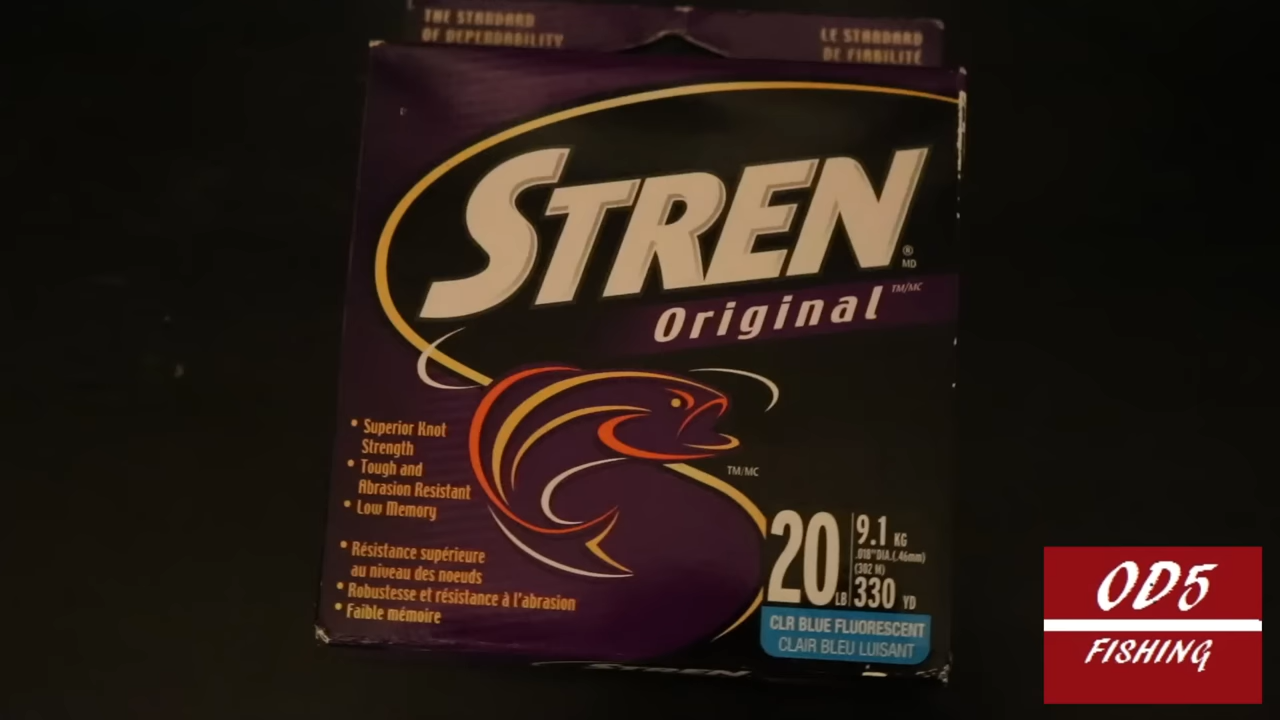 THE STANDARD
OF DEPENDABILITY
LE STANDARD
DE FIABILITÉ
STREN
® MD
Original TM/MC
• Superior Knot
Strength
• Tough and
Abrasion Resistant
• Low Memory
TM/MC
• Résistance supérieure
au niveau des noeuds
• Robustesse et résistance à l'abrasion
• Faible mémoire
20 LB
9.1 KG
.018" DIA.(.46mm)
(302 M)
330 YD
CLR BLUE FLUORESCENT
CLAIR BLEU LUISANT
STREN
OD5
FISHING